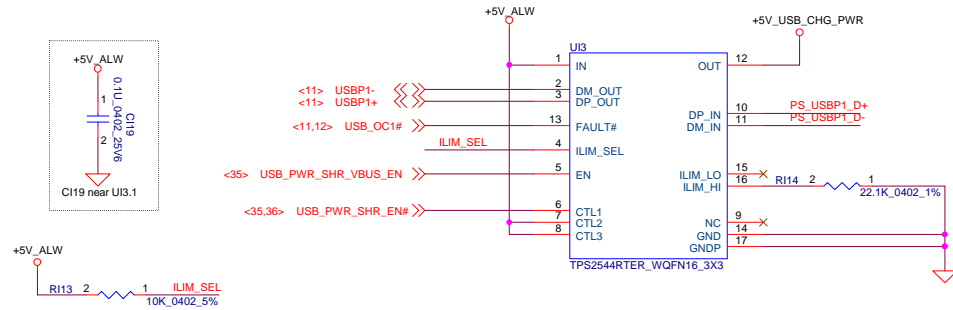 +5V_ALW
+5V_USB_CHG_PWR
+5V_ALW
1
0.1U_0402_25V6
CI19
2
CI19 near UI3.1
UI3
1 IN
OUT 12
<11> USBP1- 2 DM_OUT
<11> USBP1+ 3 DP_OUT
DP_IN 10 PS_USBP1_D+
DM_IN 11 PS_USBP1_D-
<11,12> USB_OC1# 13 FAULT#
ILIM_SEL 4 ILIM_SEL
<35> USB_PWR_SHR_VBUS_EN 5 EN
ILIM_LO 15
ILIM_HI 16 RI14 2 1
22.1K_0402_1%
<35,36> USB_PWR_SHR_EN# 6 CTL1
7 CTL2
8 CTL3
NC 9
GND 14
GNDP 17
TPS2544RTER_WQFN16_3X3
+5V_ALW
RI13 2 1 ILIM_SEL
10K_0402_5%